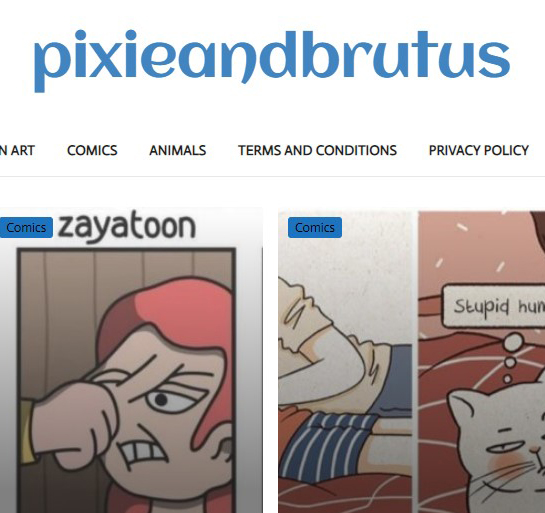 pixieandbrutus
N ART COMICS ANIMALS TERMS AND CONDITIONS PRIVACY POLICY
Comics zayatoon
Comics
Stupid hum